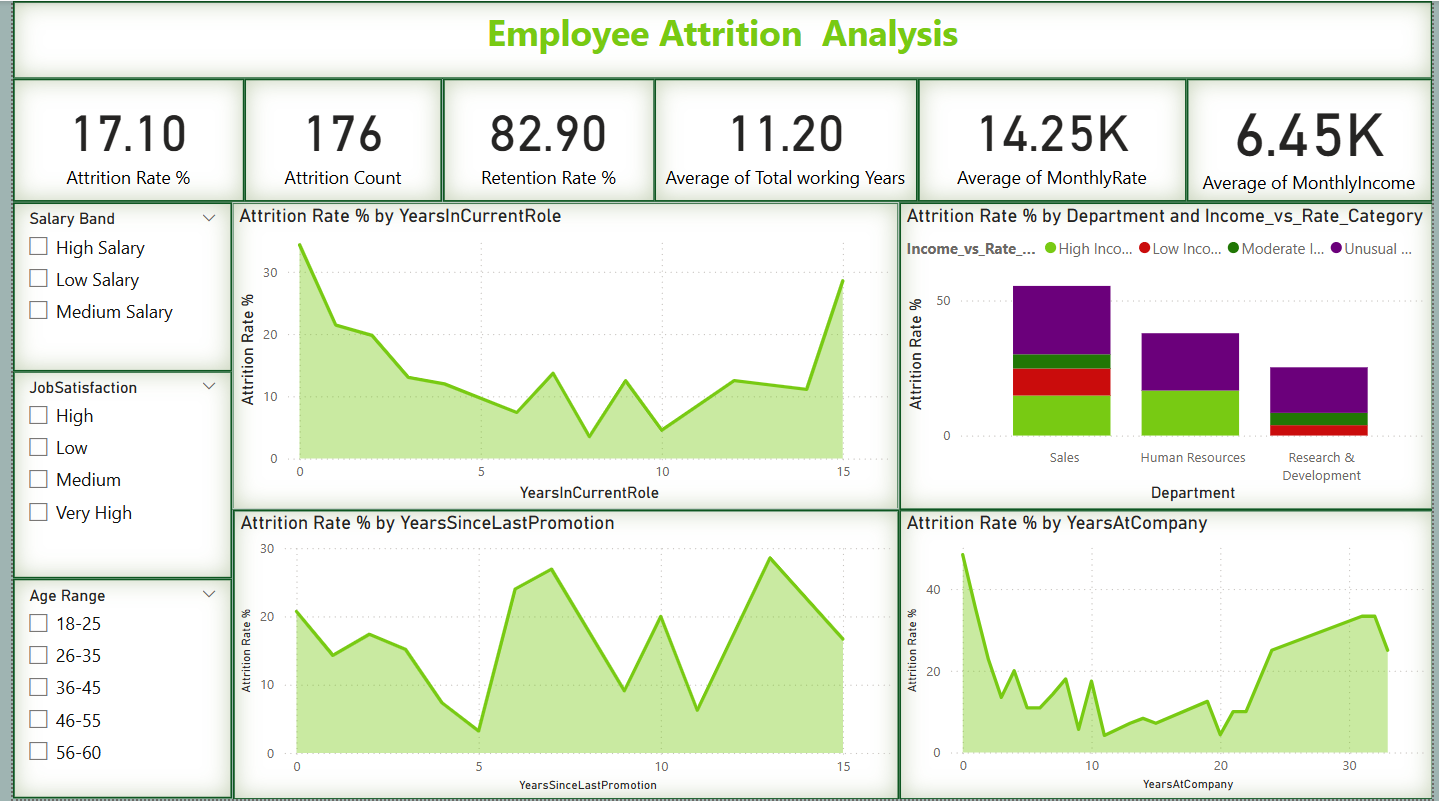 Employee Attrition Analysis
17.10
Attrition Rate %
176
Attrition Count
82.90
Retention Rate %
11.20
Average of Total working Years
14.25K
Average of MonthlyRate
6.45K
Average of MonthlyIncome
Salary Band
High Salary
Low Salary
Medium Salary
JobSatisfaction
High
Low
Medium
Very High
Age Range
18-25
26-35
36-45
46-55
56-60
Attrition Rate % by YearsInCurrentRole
Attrition Rate %
30
20
10
0
0 5 10 15
YearsInCurrentRole
Attrition Rate % by Department and Income_vs_Rate_Category
Income_vs_Rate_... High Inco... Low Inco... Moderate I... Unusual ...
Attrition Rate %
50
0
Sales
Human Resources
Research &
Development
Department
Attrition Rate % by YearsSinceLastPromotion
Attrition Rate %
30
20
10
0
0 5 10 15
YearsSinceLastPromotion
Attrition Rate % by YearsAtCompany
Attrition Rate %
40
20
0
0 10 20 30
YearsAtCompany